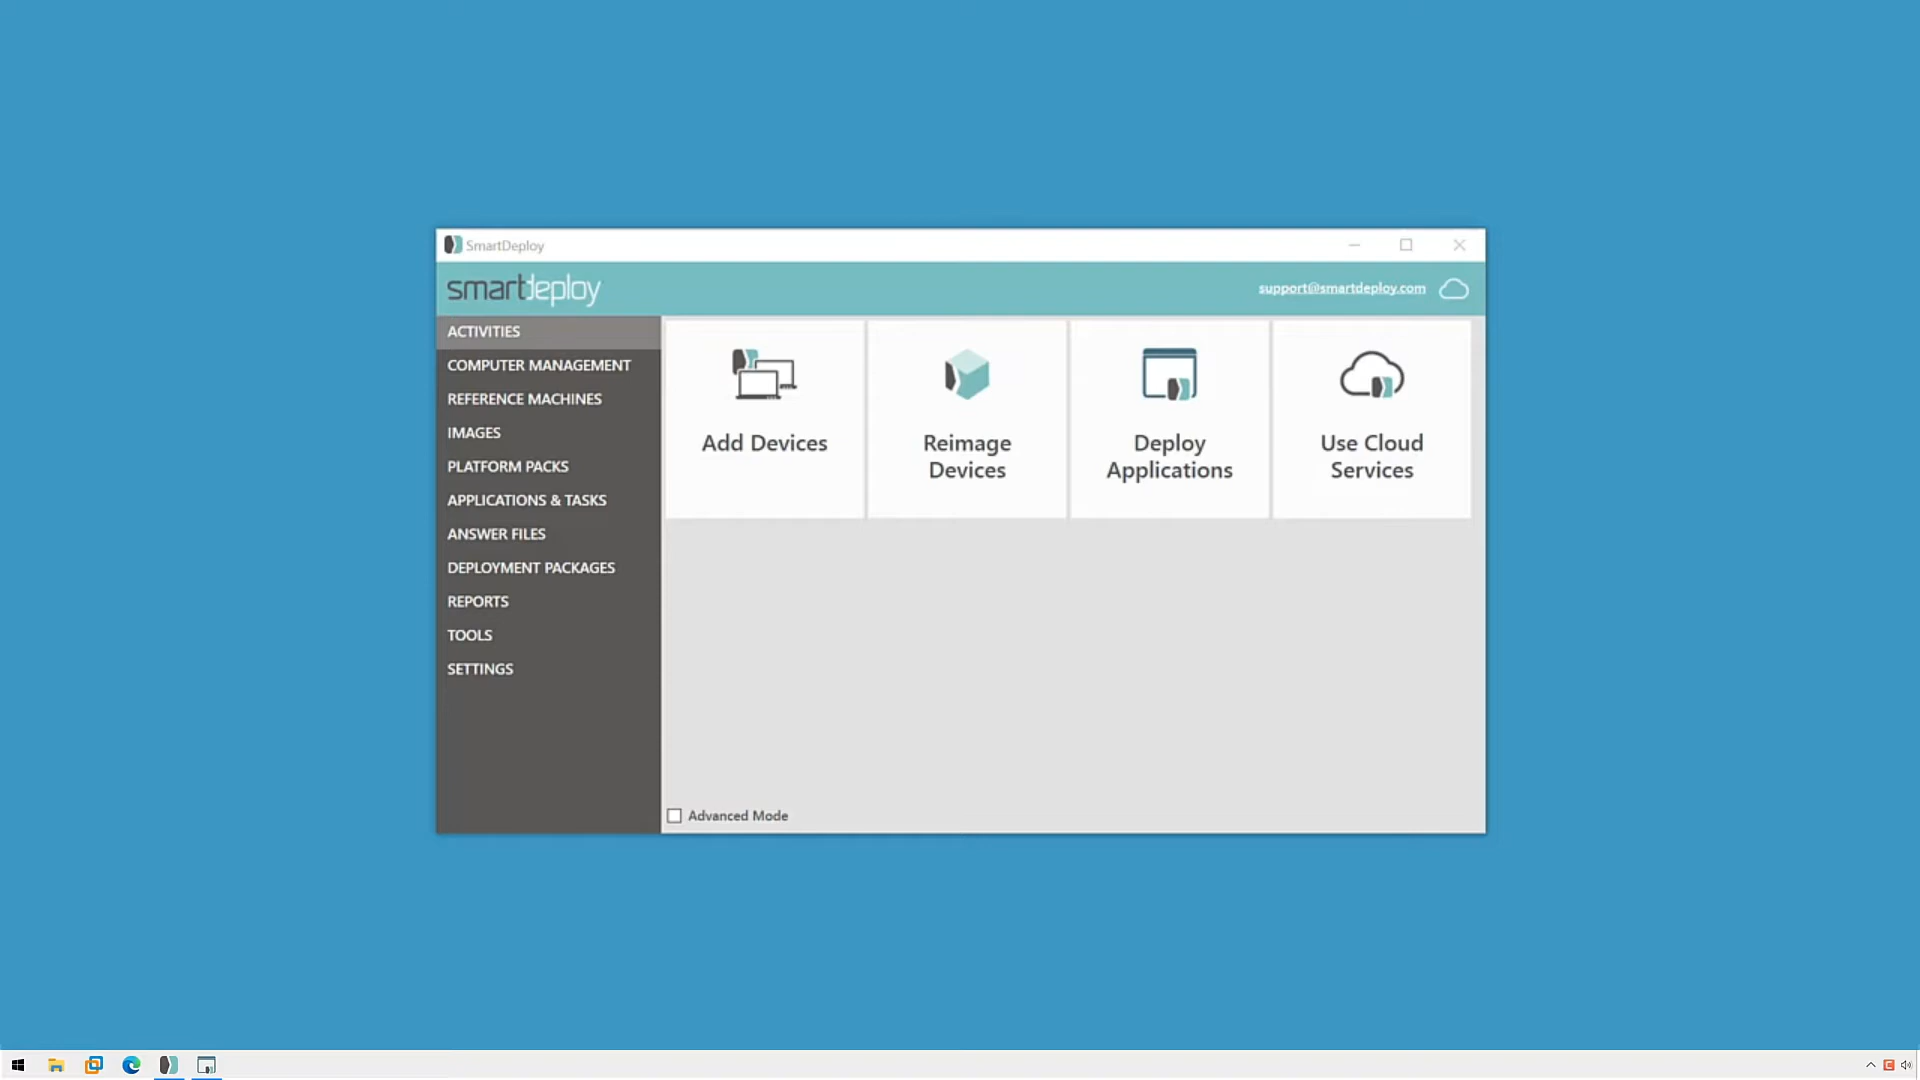 SmartDeploy
smartdeploy
support@smartdeploy.com
ACTIVITIES
COMPUTER MANAGEMENT
REFERENCE MACHINES
IMAGES
PLATFORM PACKS
APPLICATIONS & TASKS
ANSWER FILES
DEPLOYMENT PACKAGES
REPORTS
TOOLS
SETTINGS
Add Devices
Reimage
Devices
Deploy
Applications
Use Cloud
Services
Advanced Mode